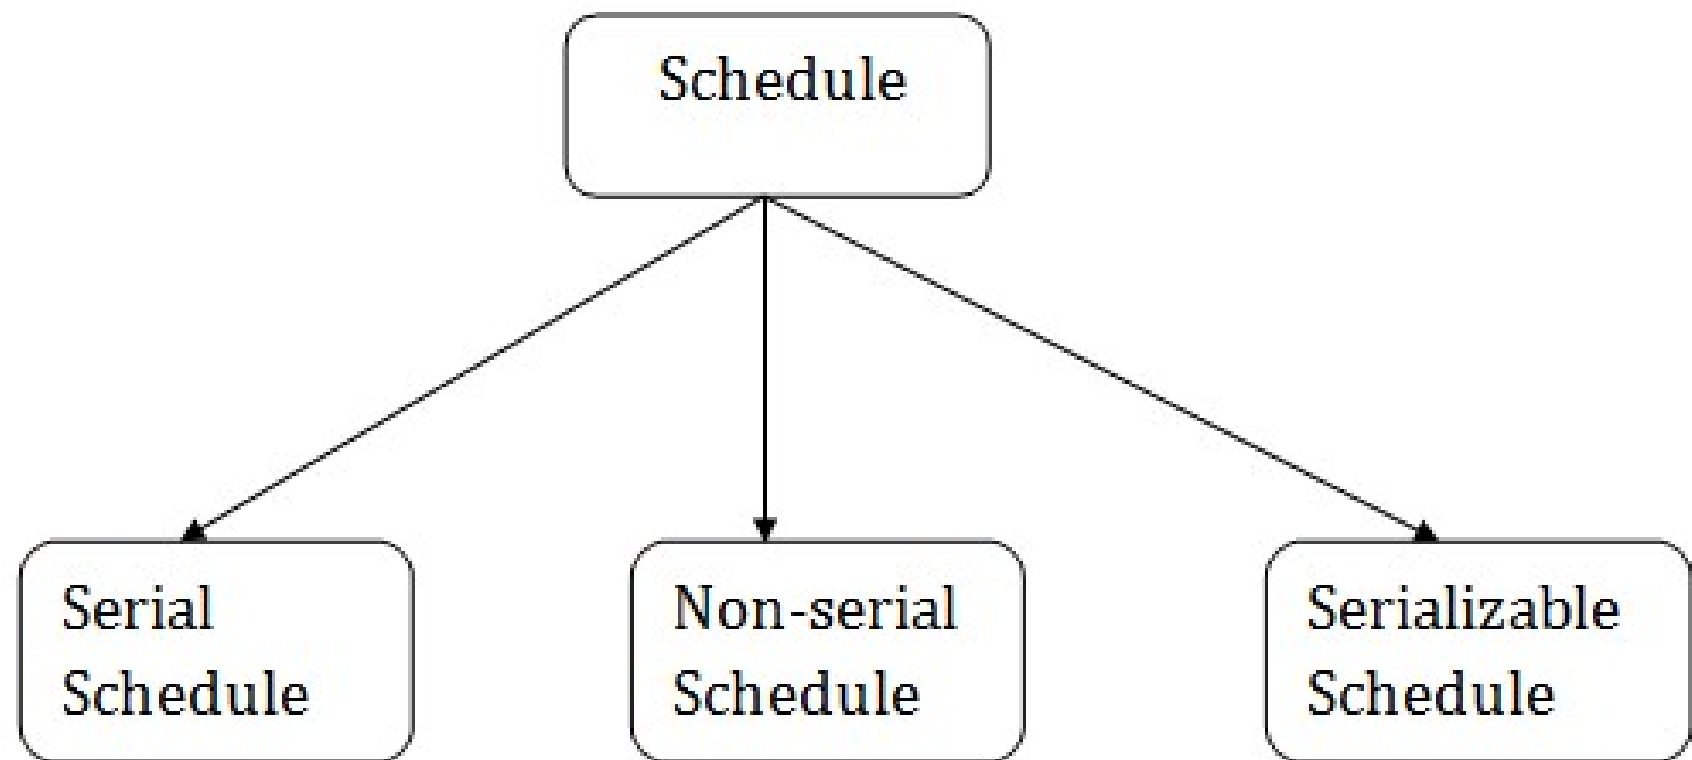 Schedule
Serial
Schedule
Non-serial
Schedule
Serializable
Schedule